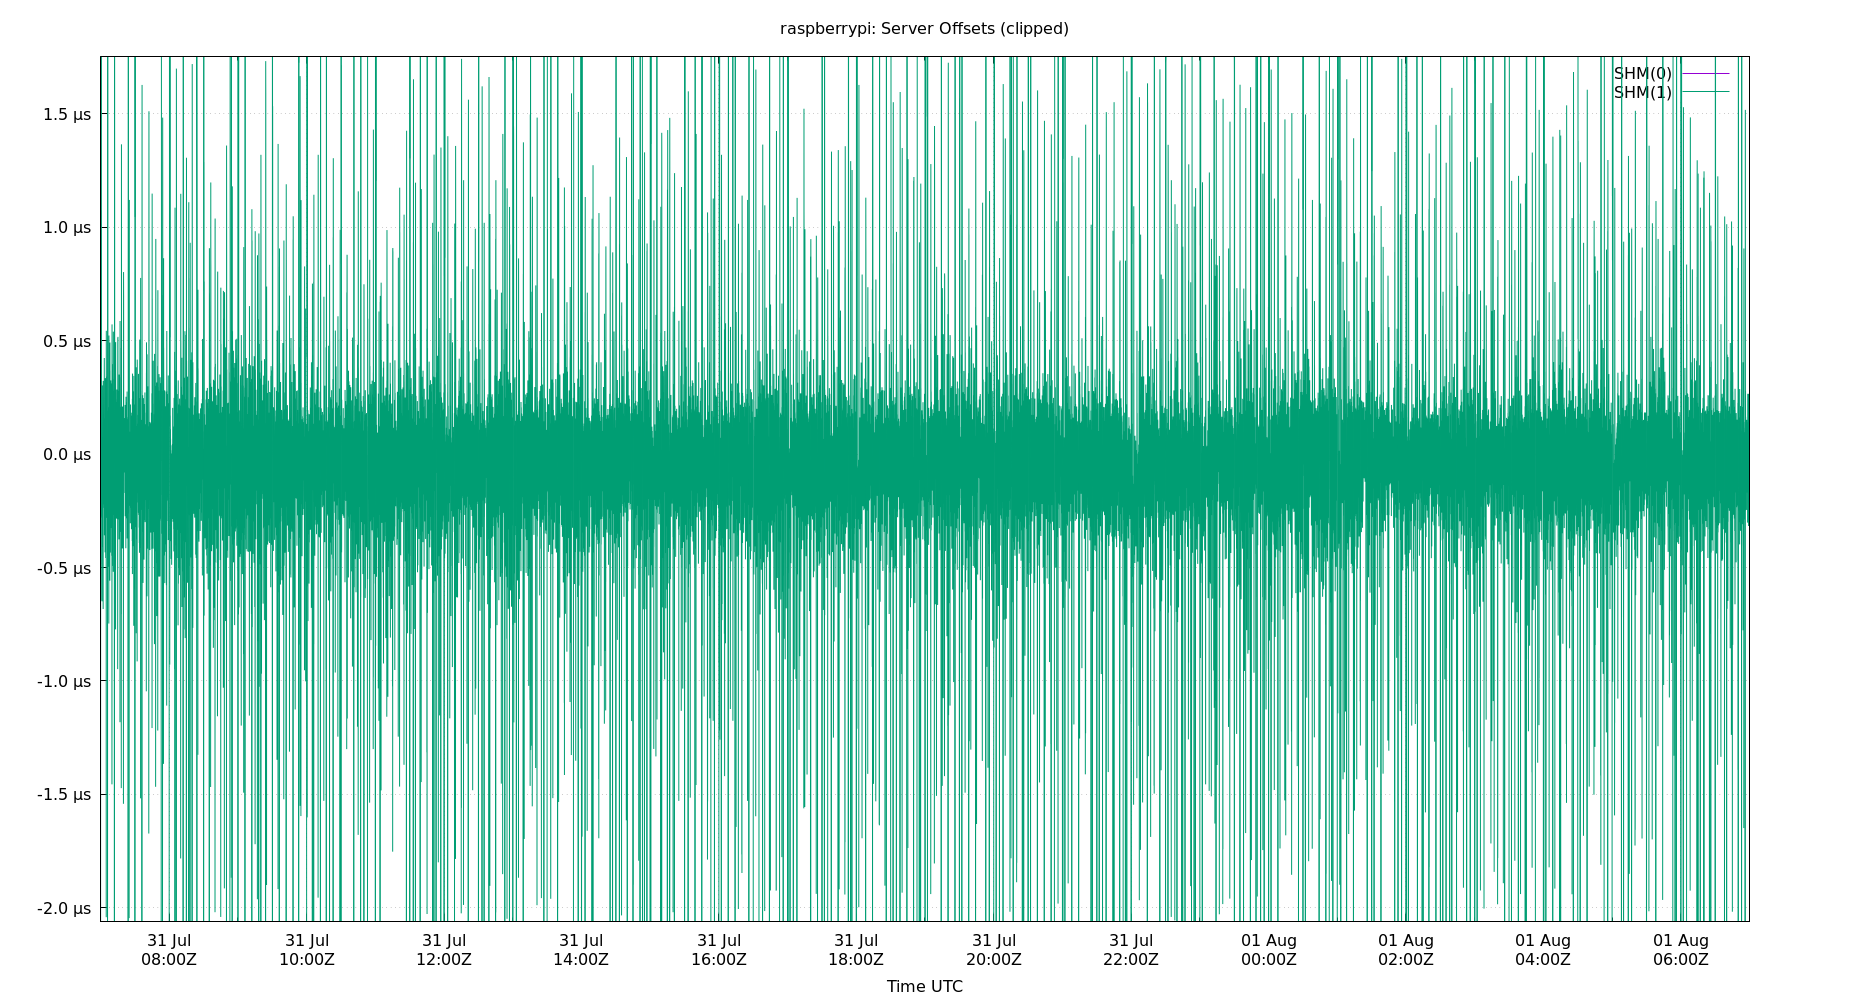 raspberrypi: Server Offsets (clipped)
SHM(0)
SHM(1)
1.5 µs
1.0 µs
0.5 µs
0.0 µs
-0.5 µs
-1.0 µs
-1.5 µs
-2.0 µs
31 Jul 31 Jul 31 Jul 31 Jul 31 Jul 31 Jul 31 Jul 31 Jul 01 Aug 01 Aug 01 Aug 01 Aug
08:00Z 10:00Z 12:00Z 14:00Z 16:00Z 18:00Z 20:00Z 22:00Z 00:00Z 02:00Z 04:00Z 06:00Z
Time UTC